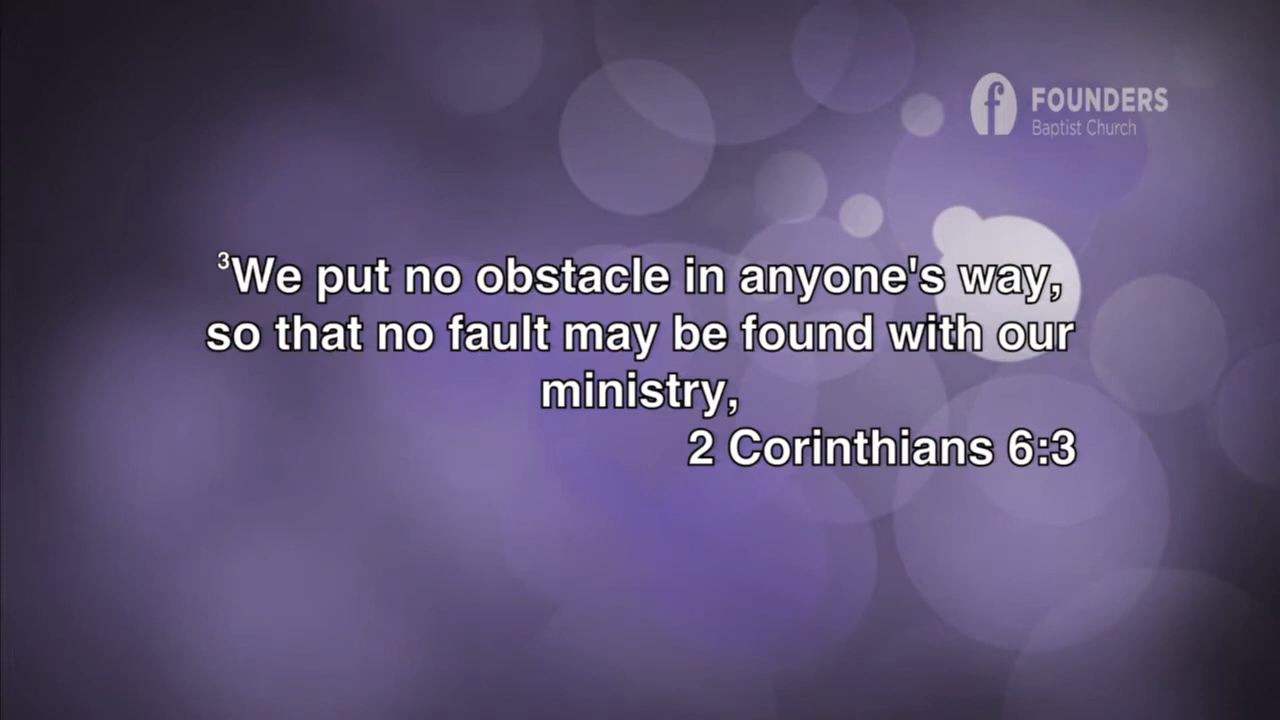 FOUNDERS
Baptist Church
³We put no obstacle in anyone's way,
so that no fault may be found with our
ministry,
2 Corinthians 6:3